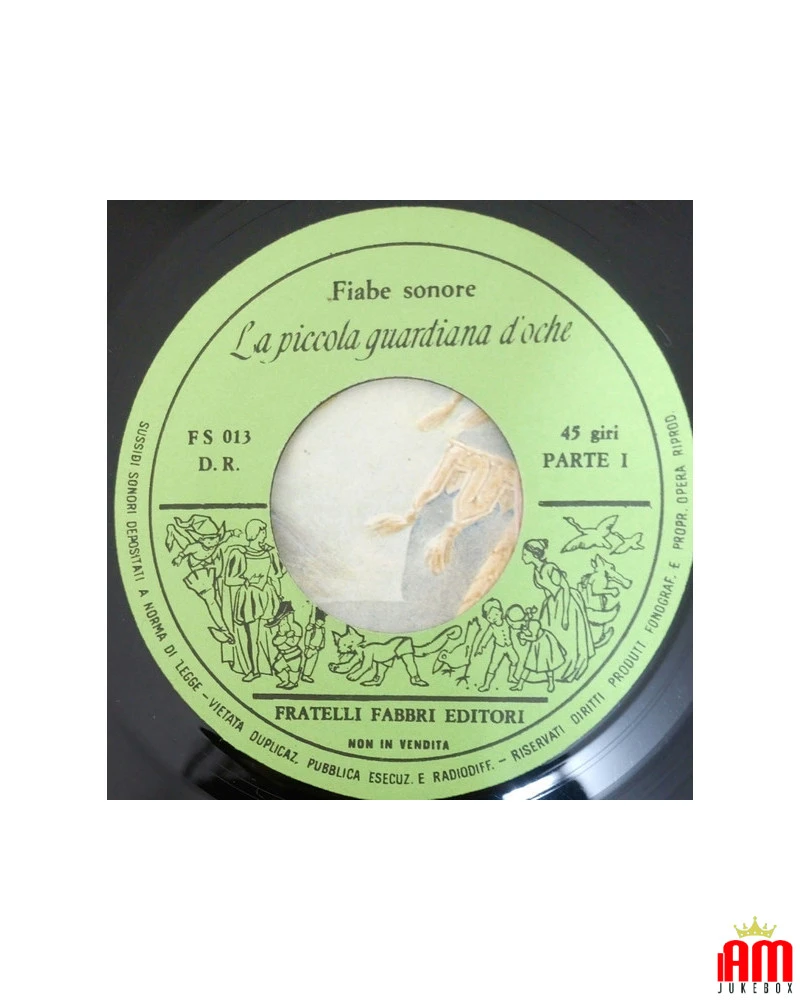 Fiabe sonore
La piccola guardiana d'oche
FS 013
D.R.
45 giri
PARTE I
FRATELLI FABBRI EDITORI
NON IN VENDITA
SUSSIDI SONORI DEPOSITATI A NORMA DI LEGGE - VIETATA DUPLICAZ. PUBBLICA ESECUZ. E RADIODIFF. - RISERVATI DIRITTI PRODUTT. FONOGRAF. E PROPR. OPERA RIPROD.
IAM
JUKEBOX